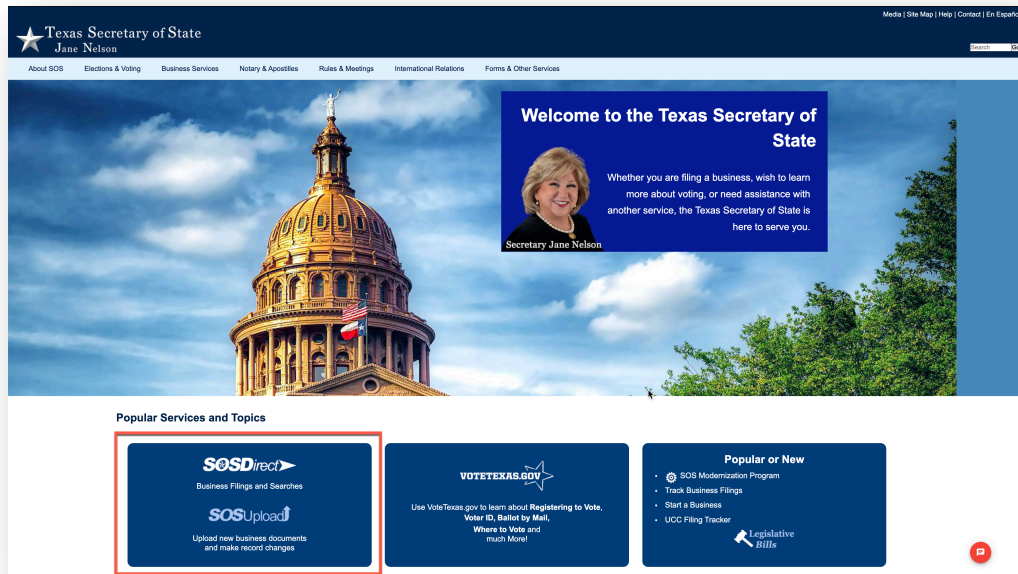 Media | Site Map | Help | Contact | En Españo
Texas Secretary of State
Jane Nelson
Search Go
About SOS Elections & Voting Business Services Notary & Apostilles Rules & Meetings International Relations Forms & Other Services
Welcome to the Texas Secretary of
State
Whether you are filing a business, wish to learn
more about voting, or need assistance with
another service, the Texas Secretary of State is
here to serve you.
Secretary Jane Nelson
Popular Services and Topics
SOSDirect
Business Filings and Searches
SOSUpload
Upload new business documents
and make record changes
VOTETEXAS.GOV
Use VoteTexas.gov to learn about Registering to Vote,
Voter ID, Ballot by Mail,
Where to Vote and
much More!
Popular or New
• SOS Modernization Program
• Track Business Filings
• Start a Business
• UCC Filing Tracker
Legislative
Bills